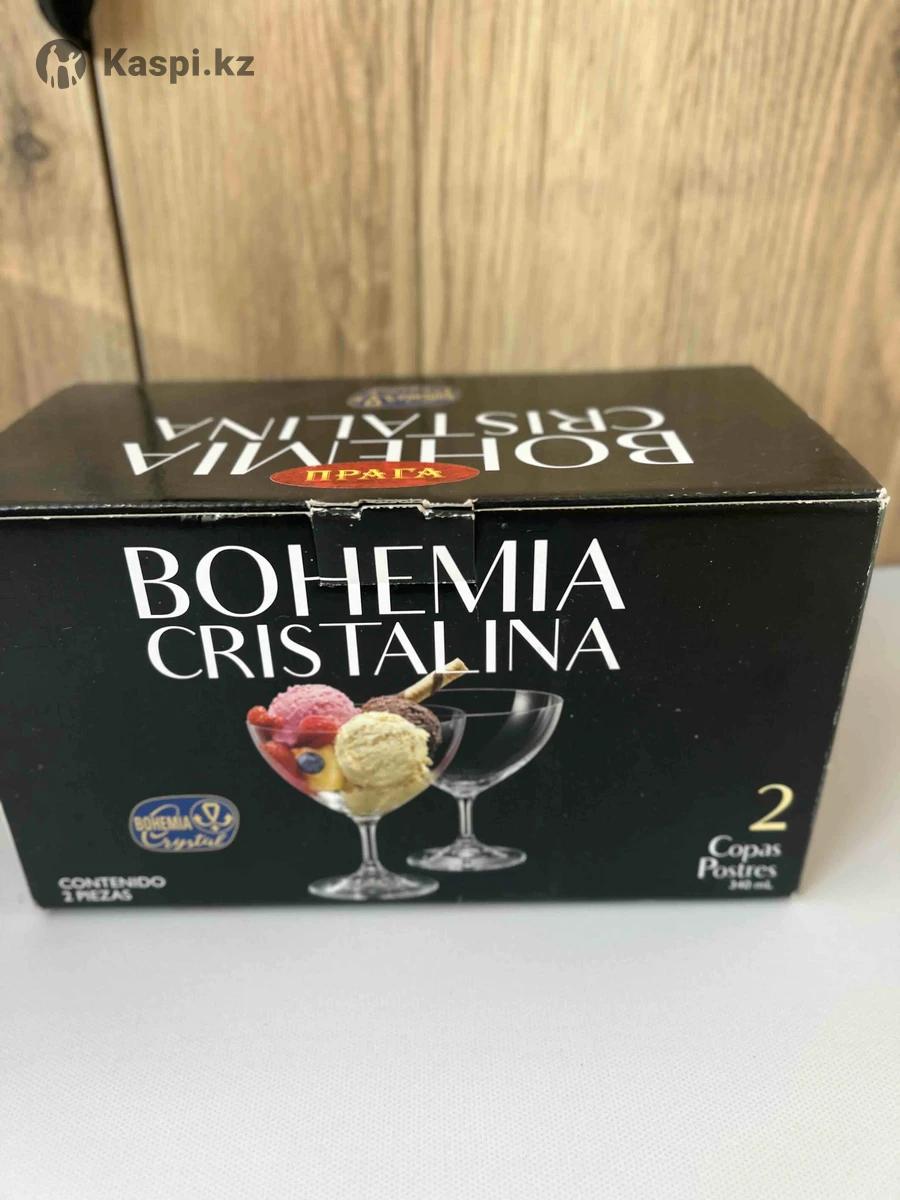 Kaspi.kz
BOHEMIA
CRISTALINA
ПРАГА
BOHEMIA
CRISTALINA
BOHEMIA
Crystal
CONTENIDO
2 PIEZAS
2
Copas
Postres
340 mL